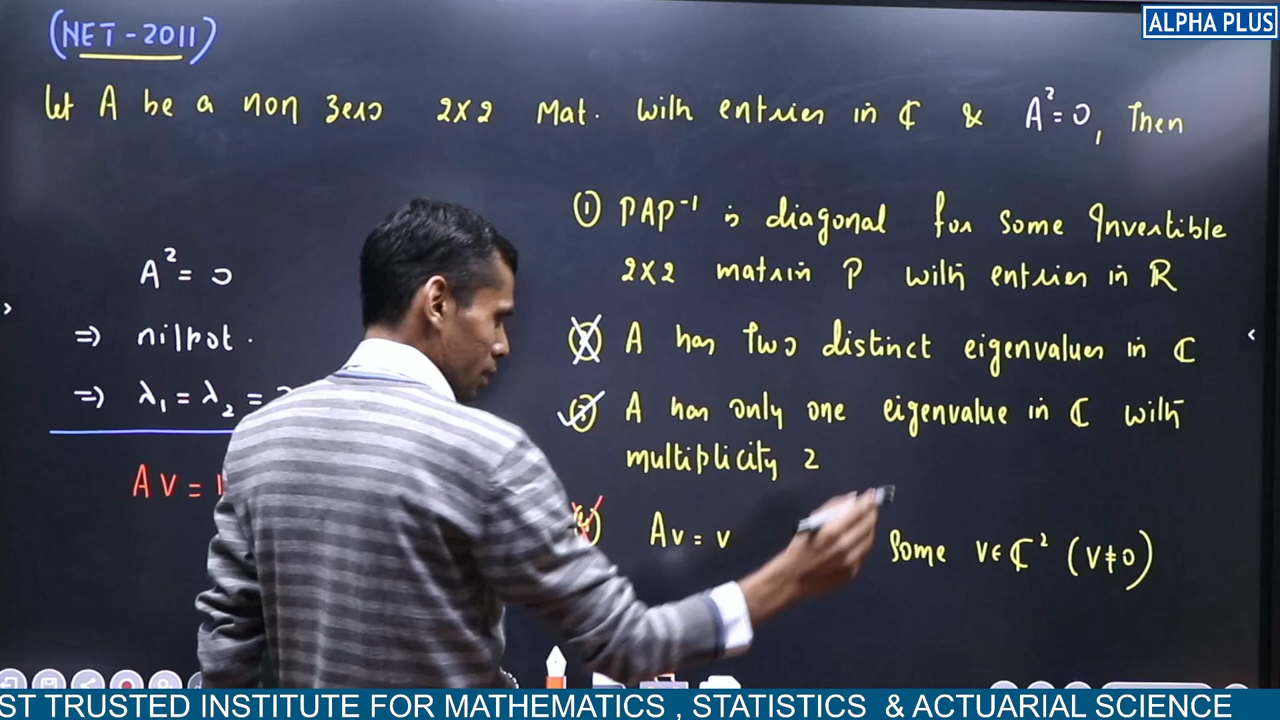 ALPHA PLUS
(NET-2011)
Let A be a non zero 2x2 Mat. with entries in ℂ & A²=0, Then
① PAP⁻¹ is diagonal for some Invertible
2x2 matrix P with entries in ℝ
A has Two distinct eigenvalues in ℂ
A has only one eigenvalue in ℂ with
multiplicity 2
Av = v some v∈ℂ² (v≠0)
A² = 0
=> nilpot.
=> λ₁ = λ₂ =
Av =
ST TRUSTED INSTITUTE FOR MATHEMATICS , STATISTICS & ACTUARIAL SCIENCE